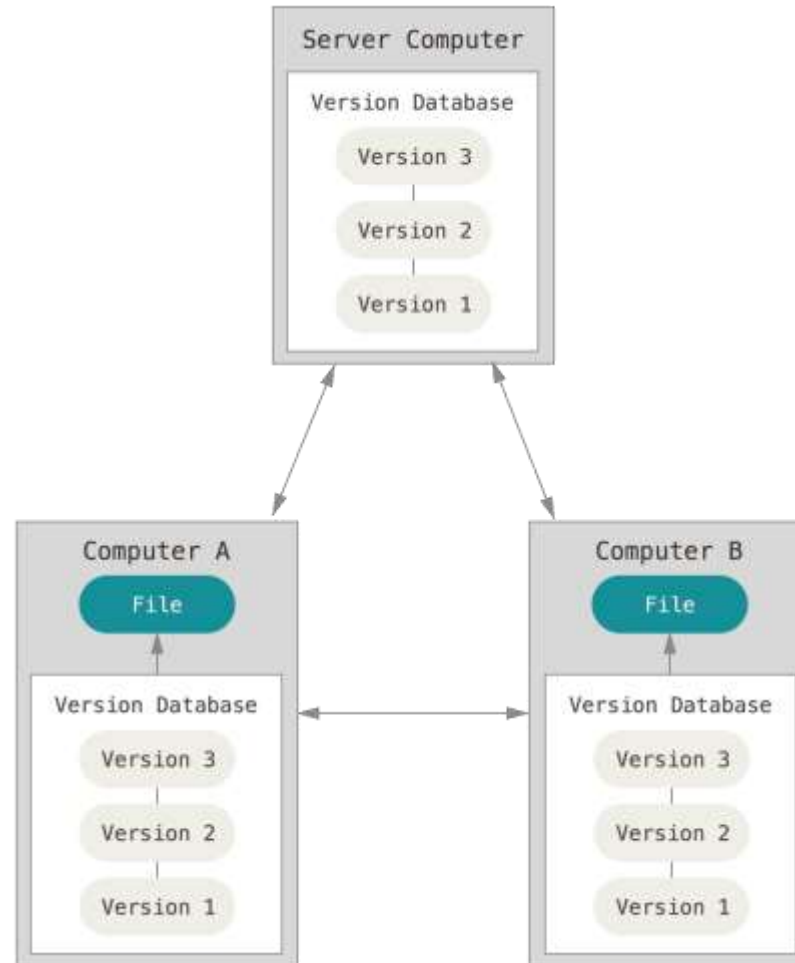 Server Computer
Version Database
Version 3
Version 2
Version 1
Computer A
File
Version Database
Version 3
Version 2
Version 1
Computer B
File
Version Database
Version 3
Version 2
Version 1